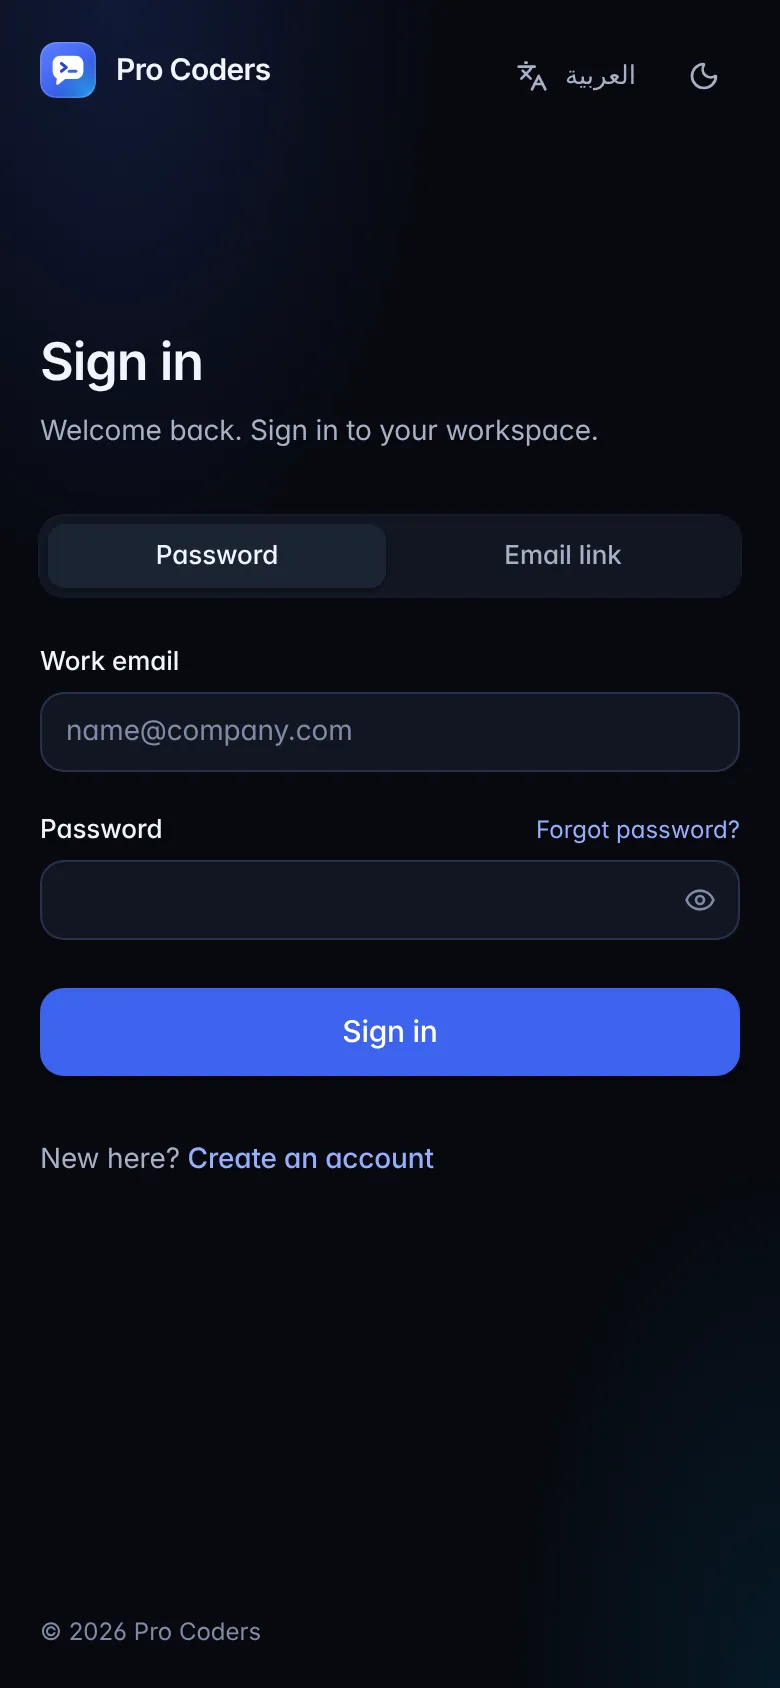 Pro Coders
العربية
Sign in
Welcome back. Sign in to your workspace.
Password
Email link
Work email
name@company.com
Password
Forgot password?
Sign in
New here? Create an account
© 2026 Pro Coders